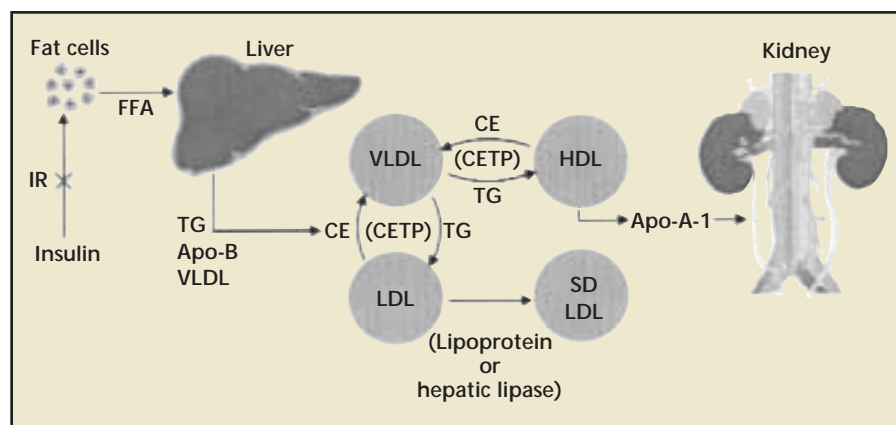 Fat cells
Liver
Kidney
FFA
IR
Insulin
TG
Apo-B
VLDL
CE
(CETP)
TG
VLDL
CE
(CETP)
TG
HDL
Apo-A-1
LDL
SD
LDL
(Lipoprotein
or
hepatic lipase)